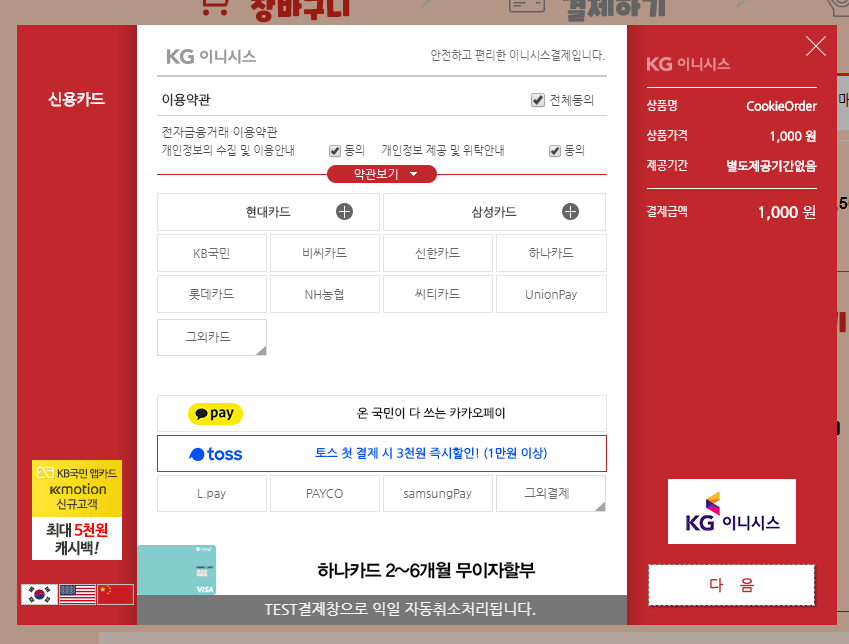 장바구니
결제하기
신용카드
KG 이니시스
안전하고 편리한 이니시스결제입니다.
이용약관
전체동의
전자금융거래 이용약관
개인정보의 수집 및 이용안내
동의
개인정보 제공 및 위탁안내
동의
약관보기
현대카드
삼성카드
KB국민
비씨카드
신한카드
하나카드
롯데카드
NH농협
씨티카드
UnionPay
그외카드
pay
온 국민이 다 쓰는 카카오페이
toss
토스 첫 결제 시 3천원 즉시할인! (1만원 이상)
L.pay
PAYCO
samsungPay
그외결제
KB국민 앱카드
K-motion
신규고객
최대 5천원
캐시백!
VISA
하나카드 2~6개월 무이자할부
TEST결제창으로 익일 자동취소처리됩니다.
KG 이니시스
상품명
CookieOrder
상품가격
1,000 원
제공기간
별도제공기간없음
결제금액
1,000 원
KG 이니시스
다 음